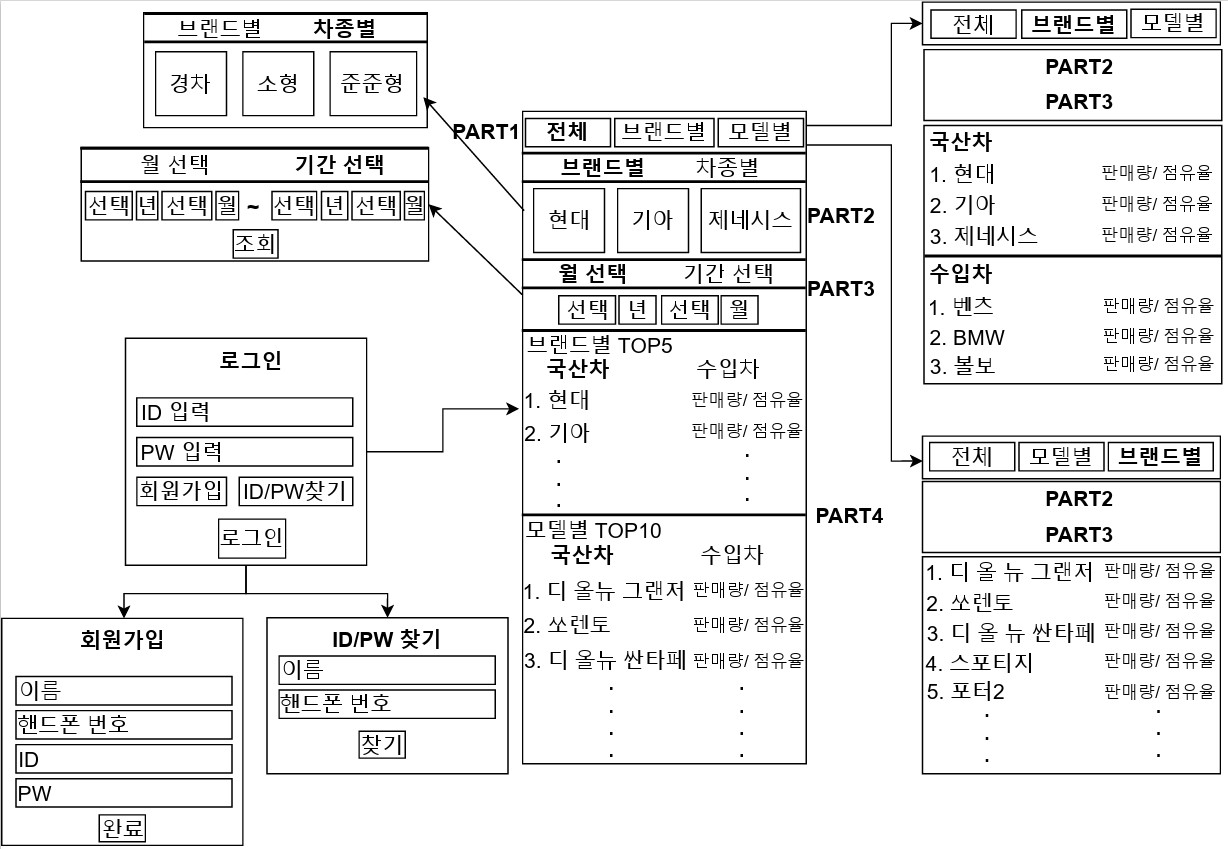 브랜드별 차종별
경차 소형 준준형
월 선택 기간 선택
선택 년 선택 월 ~ 선택 년 선택 월
조회
로그인
ID 입력
PW 입력
회원가입 ID/PW찾기
로그인
회원가입
이름
핸드폰 번호
ID
PW
완료
ID/PW 찾기
이름
핸드폰 번호
찾기
PART1
전체 브랜드별 모델별
브랜드별 차종별
현대 기아 제네시스
PART2
월 선택 기간 선택
PART3
선택 년 선택 월
브랜드별 TOP5
국산차 수입차
1. 현대 판매량/ 점유율
2. 기아 판매량/ 점유율
. .
. .
. .
PART4
모델별 TOP10
국산차 수입차
1. 디 올뉴 그랜저 판매량/ 점유율
2. 쏘렌토 판매량/ 점유율
3. 디 올뉴 싼타페 판매량/ 점유율
. .
. .
. .
. .
전체 브랜드별 모델별
PART2
PART3
국산차
1. 현대 판매량/ 점유율
2. 기아 판매량/ 점유율
3. 제네시스 판매량/ 점유율
수입차
1. 벤츠 판매량/ 점유율
2. BMW 판매량/ 점유율
3. 볼보 판매량/ 점유율
전체 모델별 브랜드별
PART2
PART3
1. 디 올 뉴 그랜저 판매량/ 점유율
2. 쏘렌토 판매량/ 점유율
3. 디 올 뉴 싼타페 판매량/ 점유율
4. 스포티지 판매량/ 점유율
5. 포터2 판매량/ 점유율
. .
. .
. .